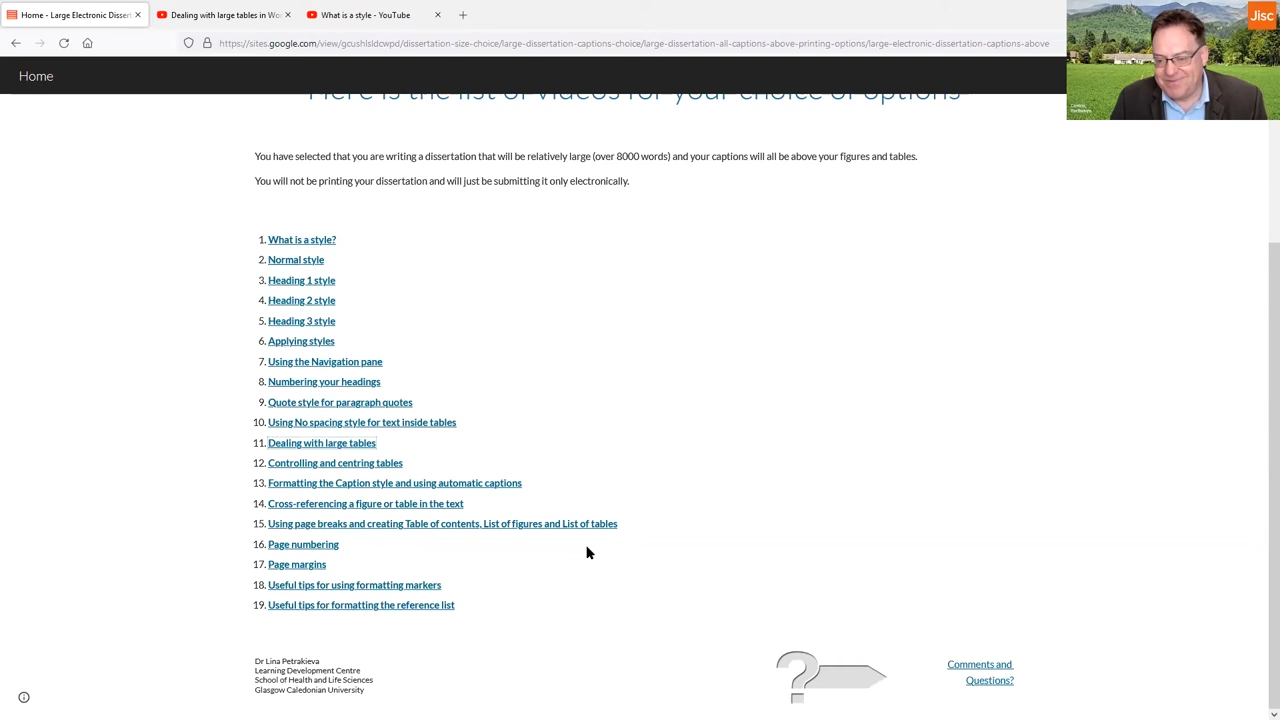 Home - Large Electronic Dissert
Dealing with large tables in Wo
What is a style - YouTube
https://sites.google.com/view/gcushlsldcwpd/dissertation-size-choice/large-dissertation-captions-choice/large-dissertation-all-captions-above-printing-options/large-electronic-dissertation-captions-above
Jisc
Home
Here is the list of videos for your choice of options
You have selected that you are writing a dissertation that will be relatively large (over 8000 words) and your captions will all be above your figures and tables.
You will not be printing your dissertation and will just be submitting it only electronically.
1. What is a style?
2. Normal style
3. Heading 1 style
4. Heading 2 style
5. Heading 3 style
6. Applying styles
7. Using the Navigation pane
8. Numbering your headings
9. Quote style for paragraph quotes
10. Using No spacing style for text inside tables
11. Dealing with large tables
12. Controlling and centring tables
13. Formatting the Caption style and using automatic captions
14. Cross-referencing a figure or table in the text
15. Using page breaks and creating Table of contents, List of figures and List of tables
16. Page numbering
17. Page margins
18. Useful tips for using formatting markers
19. Useful tips for formatting the reference list
Dr Lina Petrakieva
Learning Development Centre
School of Health and Life Sciences
Glasgow Caledonian University
?
Comments and
Questions?